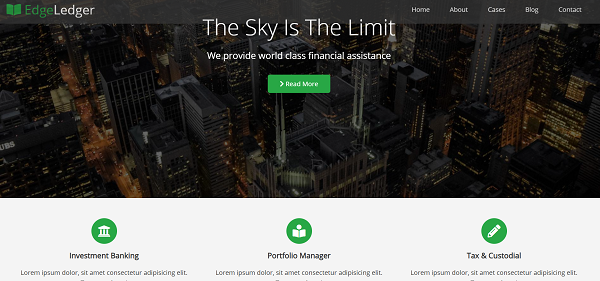 EdgeLedger
Home About Cases Blog Contact
The Sky Is The Limit
We provide world class financial assistance
Read More
UBS
Investment Banking Portfolio Manager Tax & Custodial
Lorem ipsum dolor, sit amet consectetur adipisicing elit. Lorem ipsum dolor, sit amet consectetur adipisicing elit. Lorem ipsum dolor, sit amet consectetur adipisicing elit.